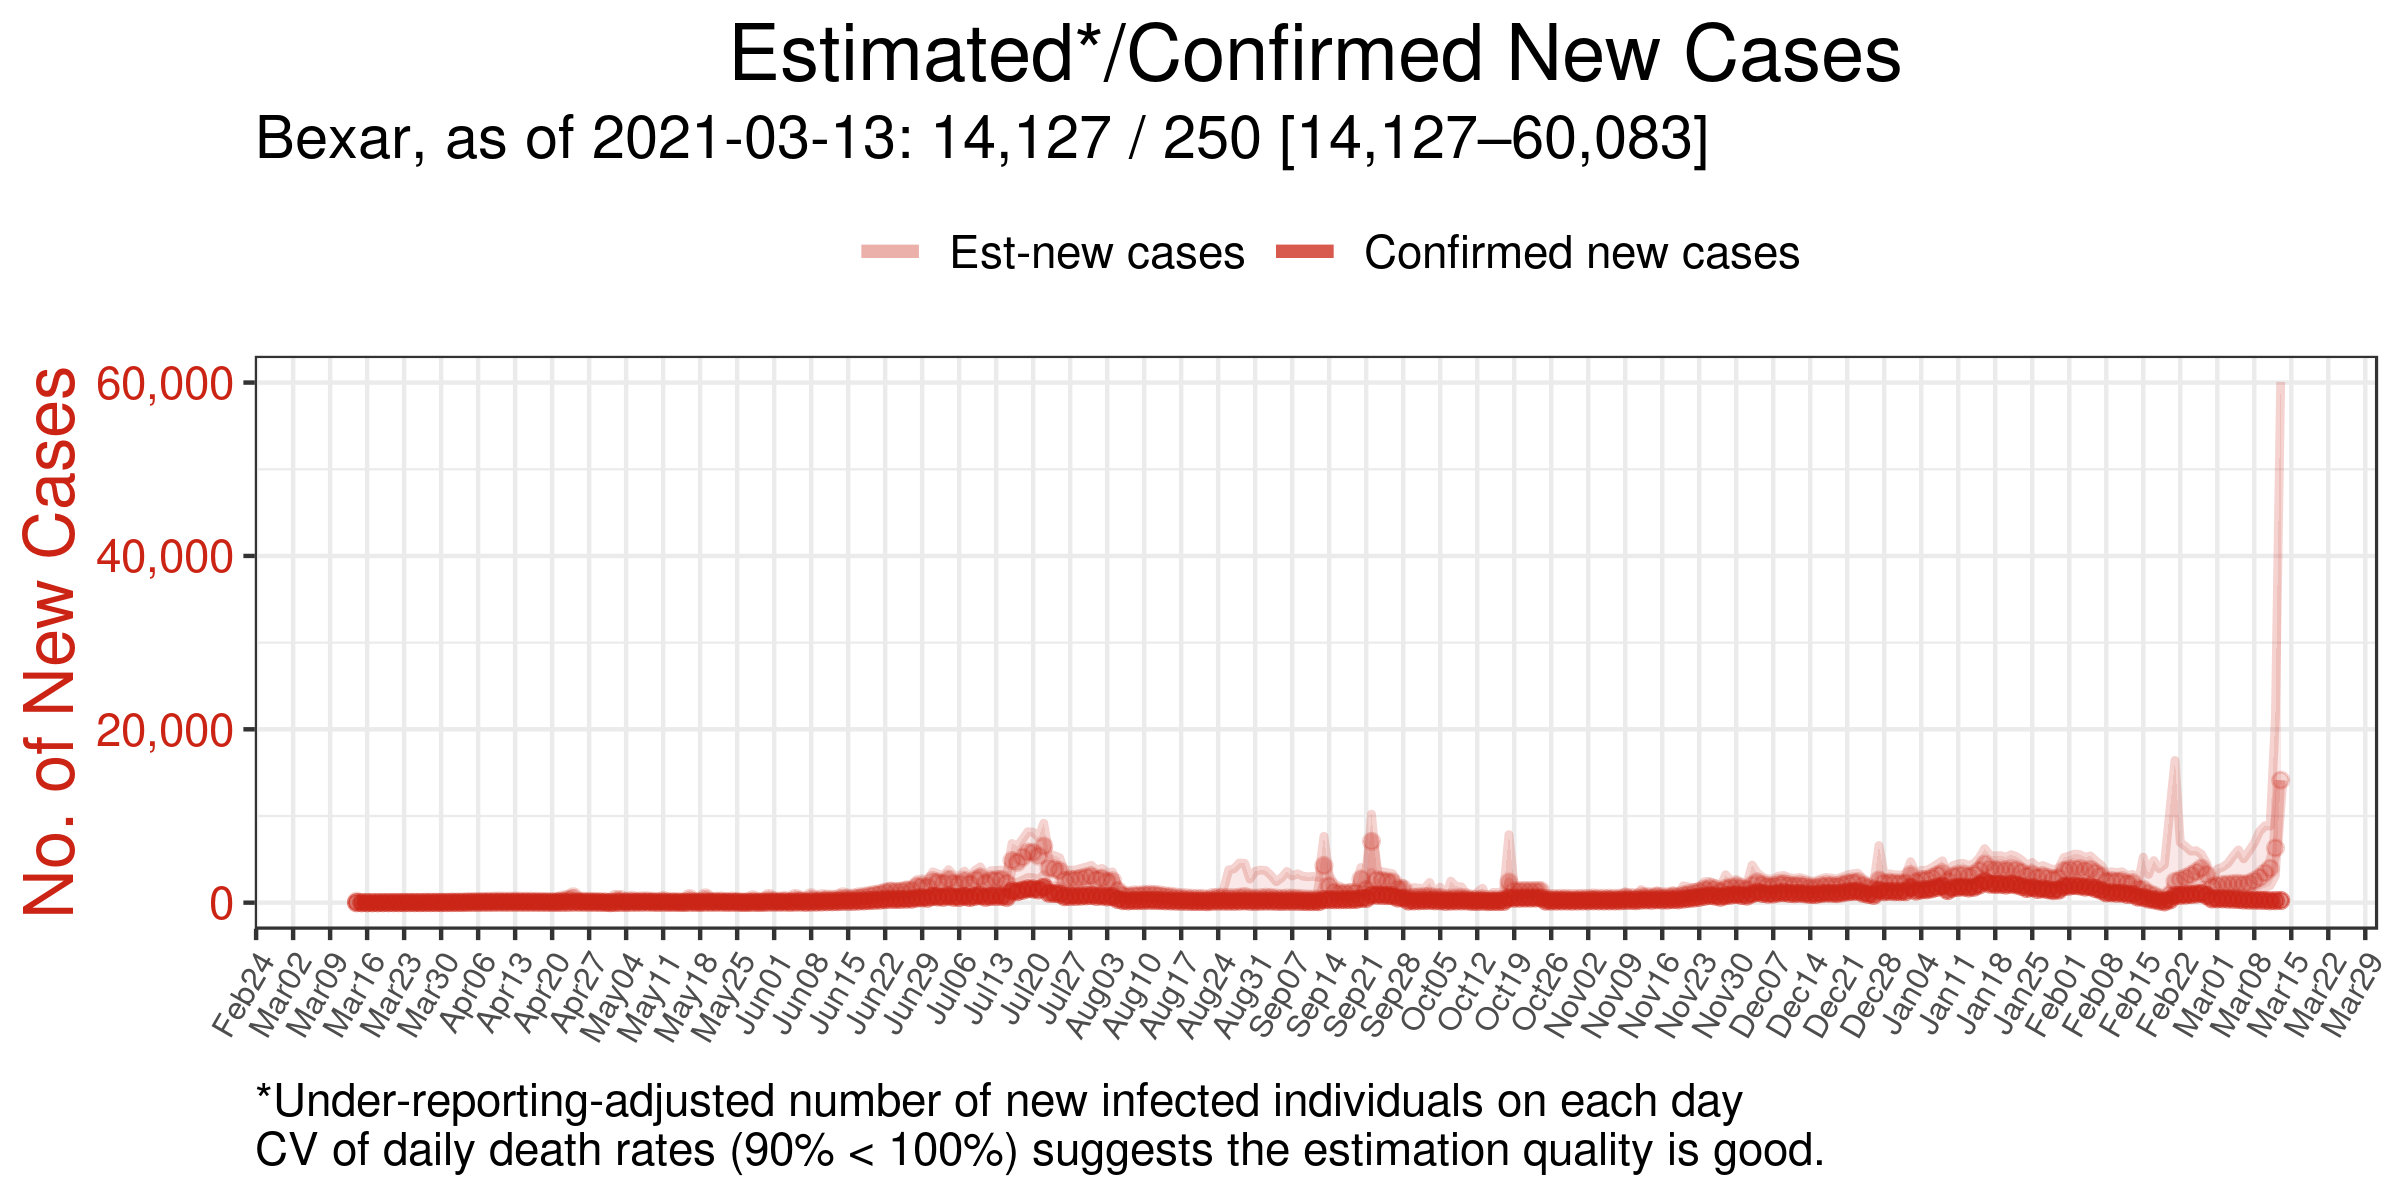 Estimated*/Confirmed New Cases
Bexar, as of 2021-03-13: 14,127 / 250 [14,127–60,083]
Est-new cases Confirmed new cases
No. of New Cases
60,000
40,000
20,000
0
Feb24 Mar02 Mar09 Mar16 Mar23 Mar30 Apr06 Apr13 Apr20 Apr27 May04 May11 May18 May25 Jun01 Jun08 Jun15 Jun22 Jun29 Jul06 Jul13 Jul20 Jul27 Aug03 Aug10 Aug17 Aug24 Aug31 Sep07 Sep14 Sep21 Sep28 Oct05 Oct12 Oct19 Oct26 Nov02 Nov09 Nov16 Nov23 Nov30 Dec07 Dec14 Dec21 Dec28 Jan04 Jan11 Jan18 Jan25 Feb01 Feb08 Feb15 Feb22 Mar01 Mar08 Mar15 Mar22 Mar29
*Under-reporting-adjusted number of new infected individuals on each day
CV of daily death rates (90% < 100%) suggests the estimation quality is good.